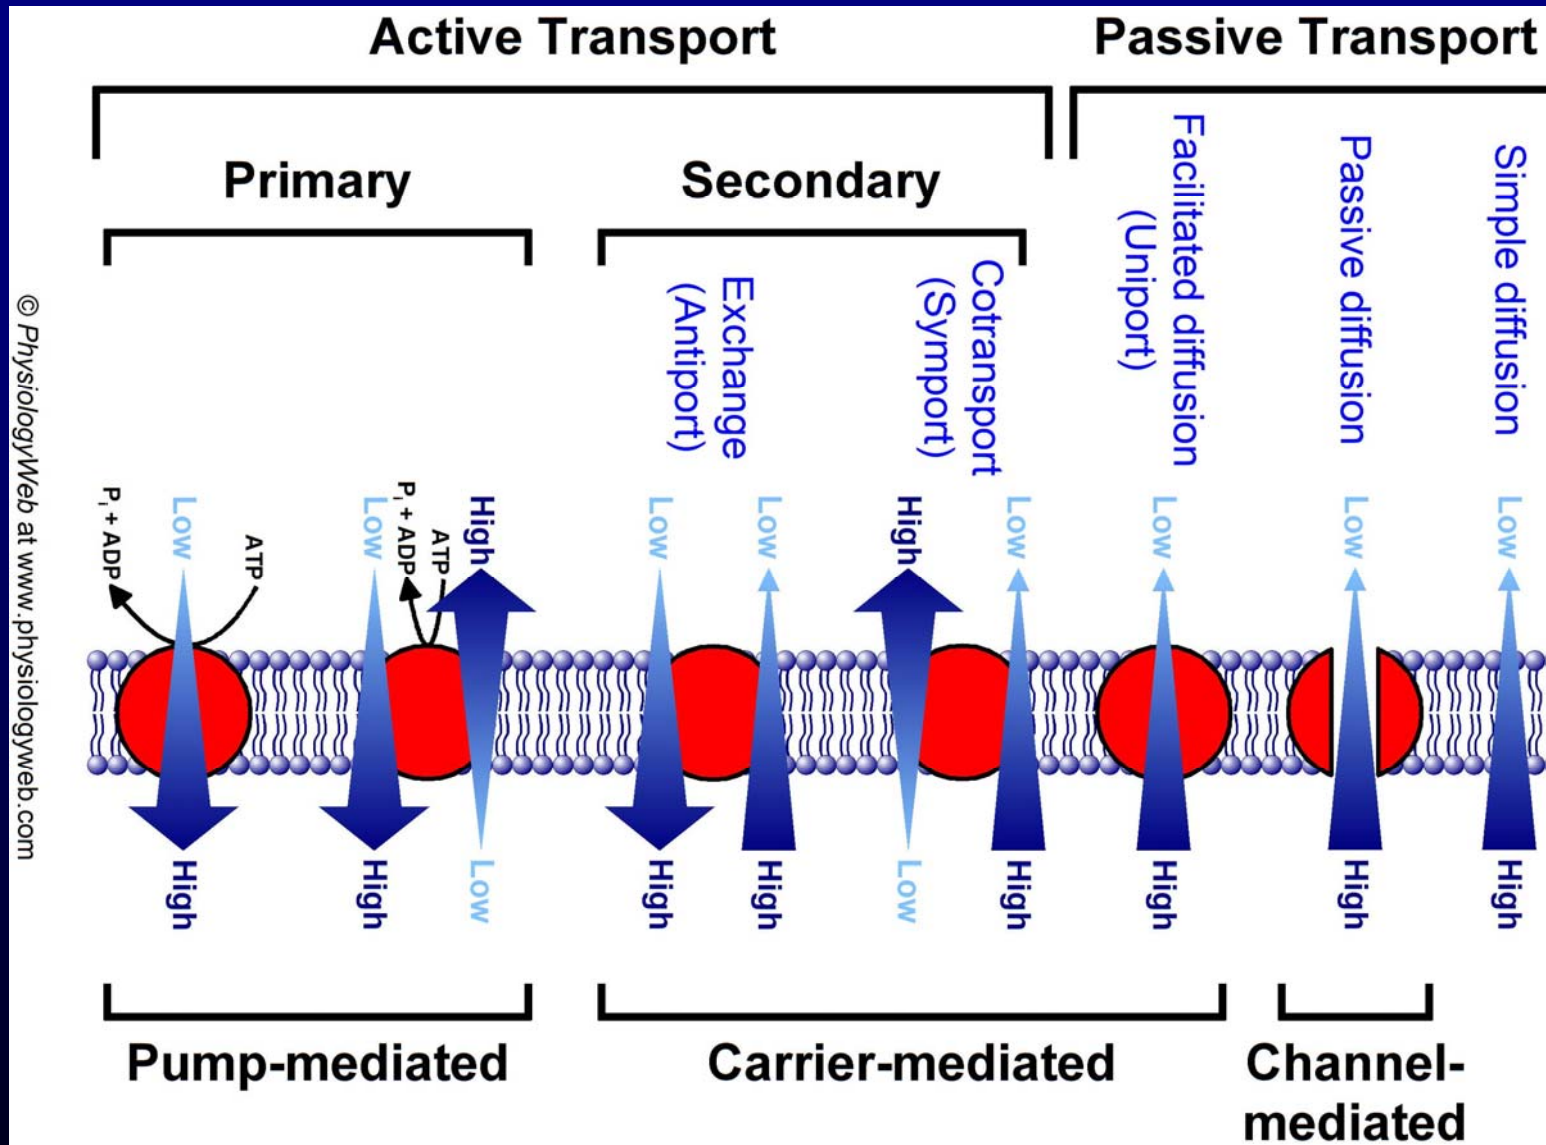 Active Transport
Passive Transport
Primary
Secondary
Exchange
(Antiport)
Cotransport
(Symport)
Facilitated diffusion
(Uniport)
Passive diffusion
Simple diffusion
Pᵢ + ADP
Low
ATP
Low
Pᵢ + ADP
ATP
High
Low
Low
High
Low
Low
Low
Low
High
High
Low
High
High
Low
High
High
High
High
Pump-mediated
Carrier-mediated
Channel-
mediated
© PhysiologyWeb at www.physiologyweb.com